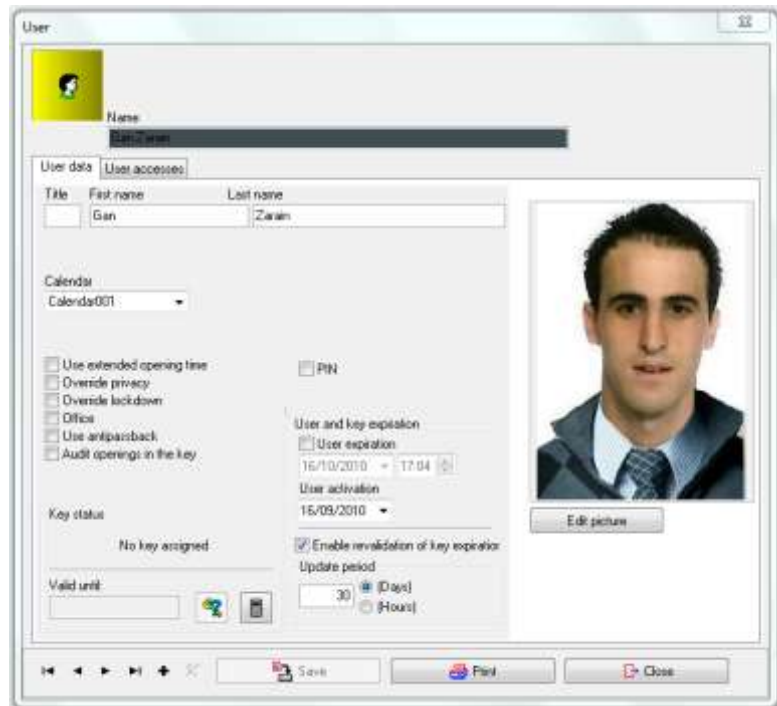 User
Name
Gan Zarain
User data User accesses
Title First name Last name
Gan Zarain
Calendar
Calendar001
Use extended opening time
PIN
Override privacy
Override lockdown
Office
Use antipassback
Audit openings in the key
User and key expiration
User expiration
16/10/2010 17:04
User activation
16/09/2010
Key status
No key assigned
Enable revalidation of key expiration
Update period
30 (Days)
(Hours)
Valid until:
Edit picture
Save Print Close